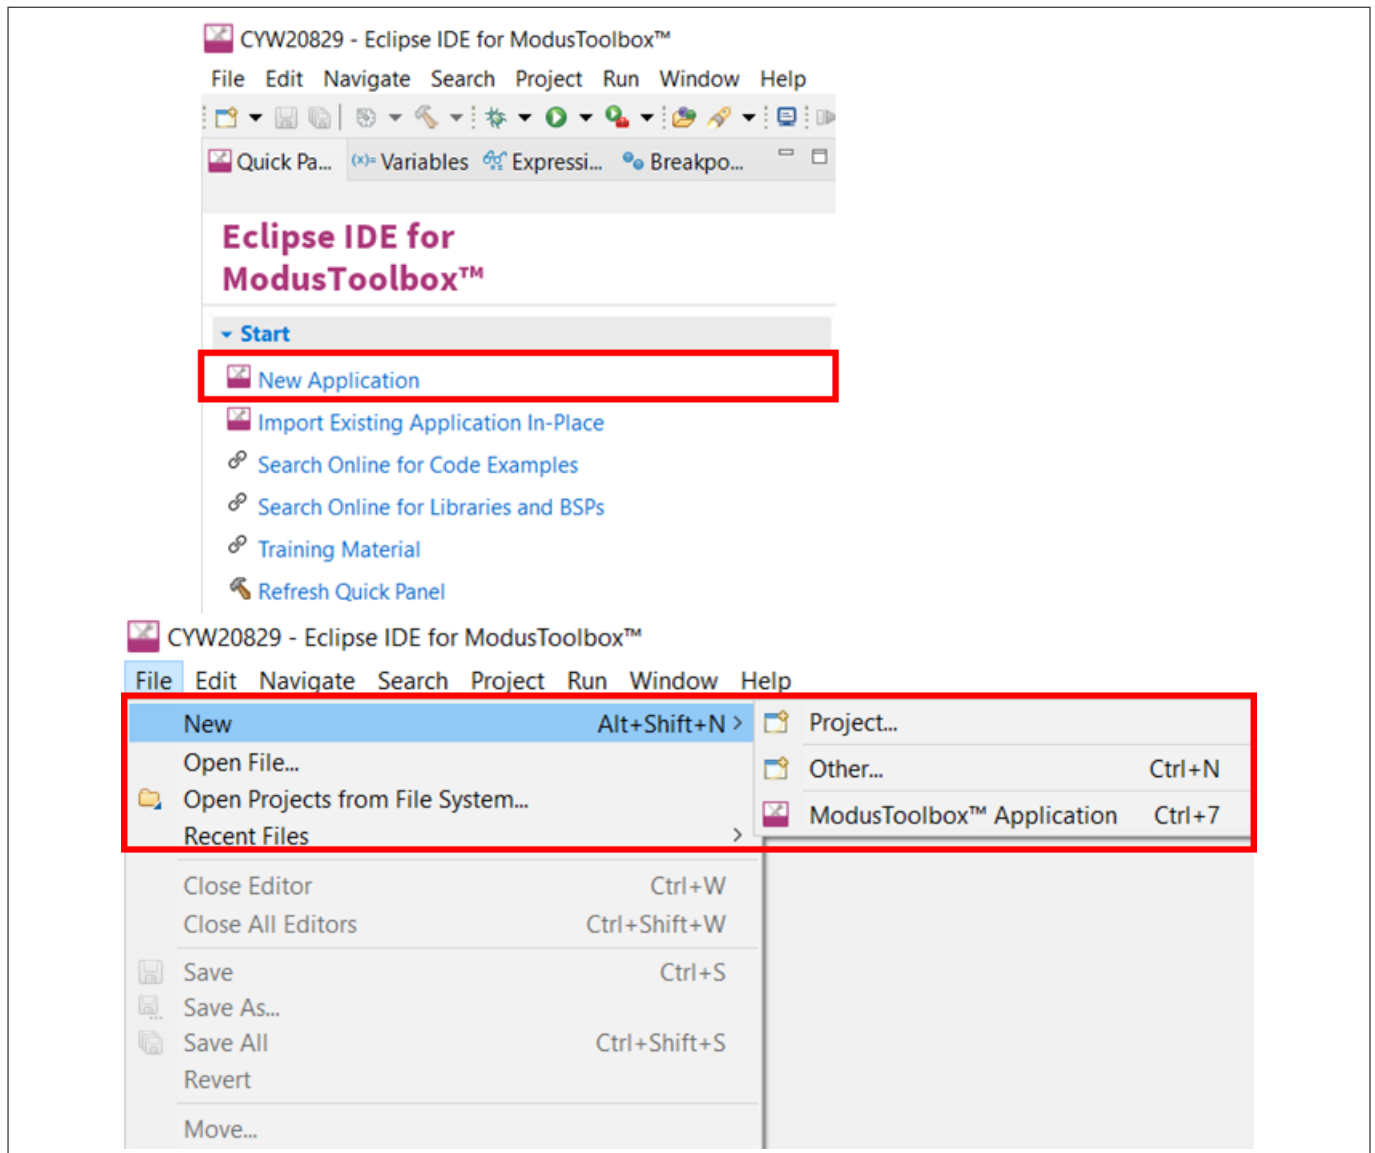 CYW20829 - Eclipse IDE for ModusToolbox™
File Edit Navigate Search Project Run Window Help
Quick Pa... (x)= Variables Expressi... Breakpo...
Eclipse IDE for
ModusToolbox™
Start
New Application
Import Existing Application In-Place
Search Online for Code Examples
Search Online for Libraries and BSPs
Training Material
Refresh Quick Panel
CYW20829 - Eclipse IDE for ModusToolbox™
File Edit Navigate Search Project Run Window Help
New Alt+Shift+N > Project...
Open File... Other... Ctrl+N
Open Projects from File System... ModusToolbox™ Application Ctrl+7
Recent Files >
Close Editor Ctrl+W
Close All Editors Ctrl+Shift+W
Save Ctrl+S
Save As...
Save All Ctrl+Shift+S
Revert
Move...